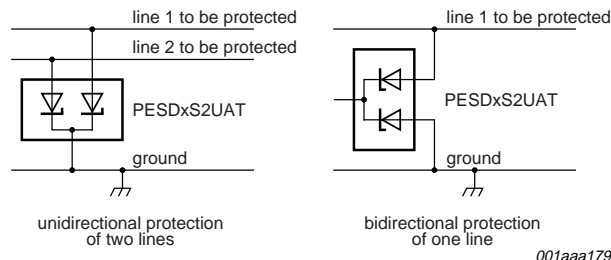 line 1 to be protected
line 2 to be protected
PESDxS2UAT
ground
unidirectional protection
of two lines
line 1 to be protected
PESDxS2UAT
ground
bidirectional protection
of one line
001aaa179